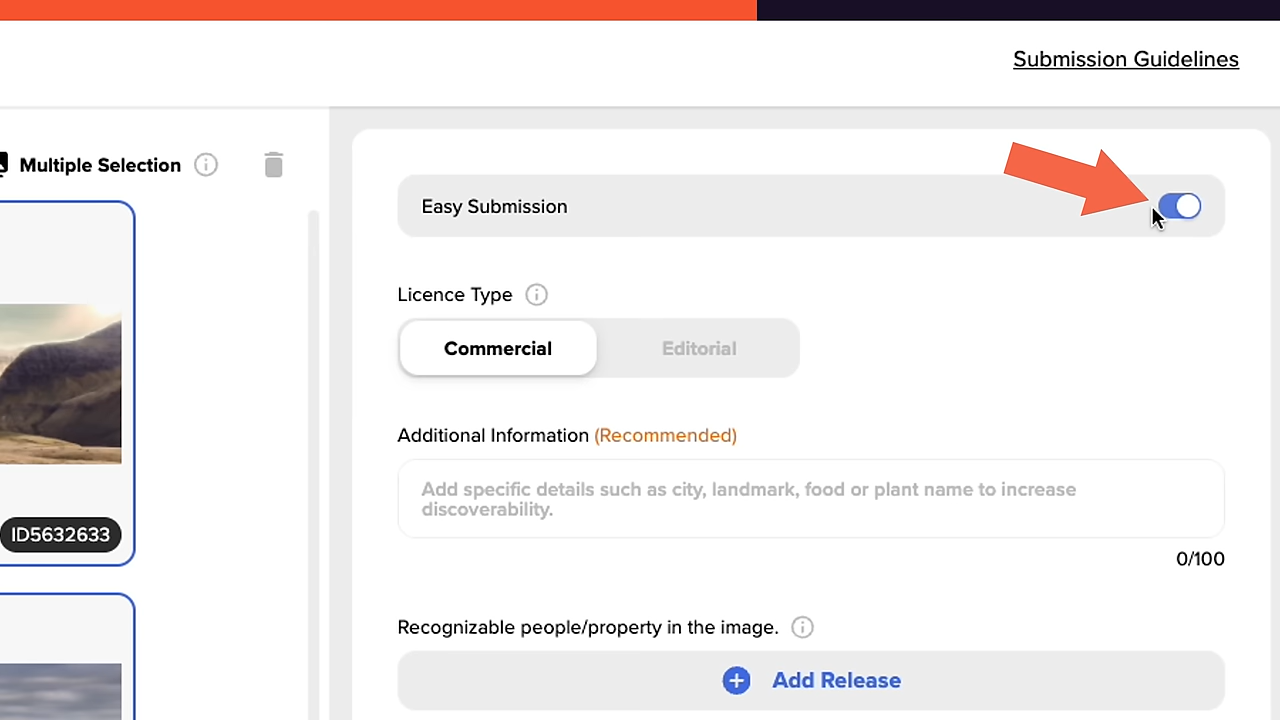 Submission Guidelines
Multiple Selection
Easy Submission
Licence Type
Commercial
Editorial
Additional Information (Recommended)
Add specific details such as city, landmark, food or plant name to increase
discoverability.
ID5632633
0/100
Recognizable people/property in the image.
Add Release